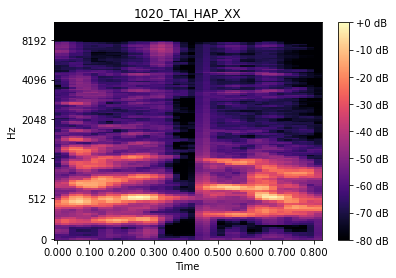 1020_TAI_HAP_XX
Hz
8192
4096
2048
1024
512
0
0.000 0.100 0.200 0.300 0.400 0.500 0.600 0.700 0.800
Time
+0 dB
-10 dB
-20 dB
-30 dB
-40 dB
-50 dB
-60 dB
-70 dB
-80 dB